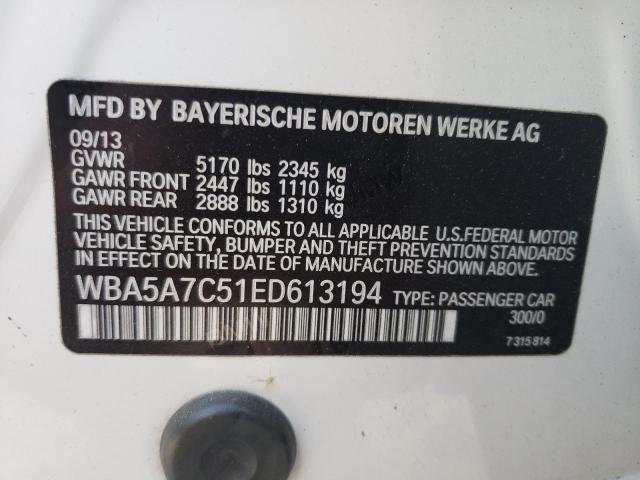 MFD BY BAYERISCHE MOTOREN WERKE AG
09/13
GVWR 5170 lbs 2345 kg
GAWR FRONT 2447 lbs 1110 kg
GAWR REAR 2888 lbs 1310 kg
THIS VEHICLE CONFORMS TO ALL APPLICABLE U.S.FEDERAL MOTOR
VEHICLE SAFETY, BUMPER AND THEFT PREVENTION STANDARDS
IN EFFECT ON THE DATE OF MANUFACTURE SHOWN ABOVE.
WBA5A7C51ED613194 TYPE: PASSENGER CAR
300/0
7 315 814